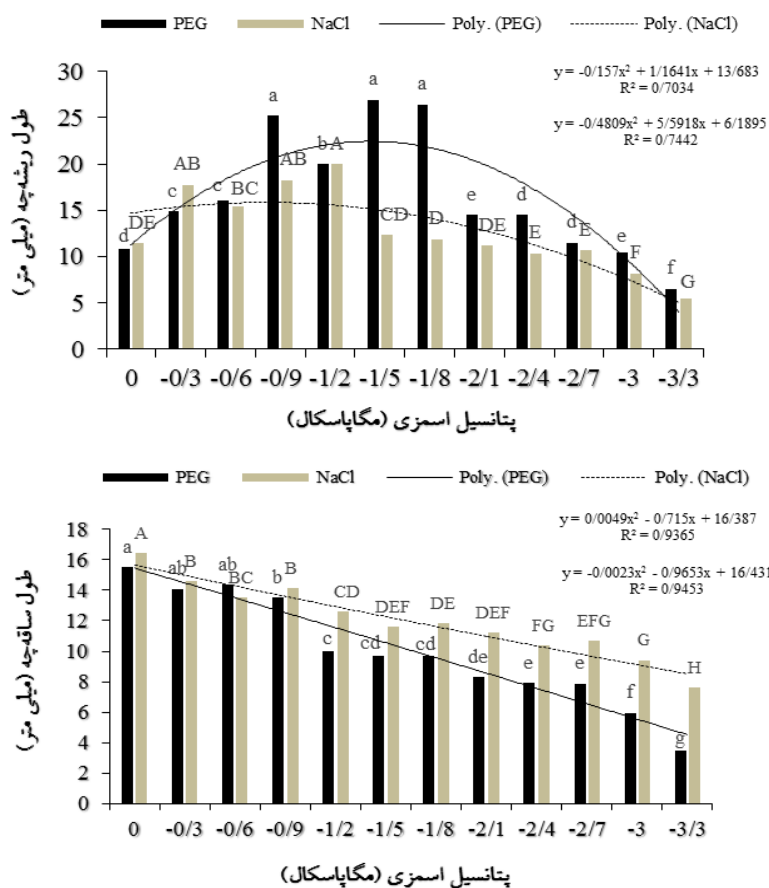 PEG NaCl Poly. (PEG) Poly. (NaCl)
y = -0/157x² + 1/1641x + 13/683
R² = 0/7034
y = -0/4809x² + 5/5918x + 6/1895
R² = 0/7442
طول ریشه‌چه (میلی متر)
30
25
20
15
10
5
0
d DE c AB c BC a AB b A a CD a D e DE d E d E e F f G
0 -0/3 -0/6 -0/9 -1/2 -1/5 -1/8 -2/1 -2/4 -2/7 -3 -3/3
پتانسیل اسمزی (مگاپاسکال)
PEG NaCl Poly. (PEG) Poly. (NaCl)
y = 0/0049x² - 0/715x + 16/387
R² = 0/9365
y = -0/0023x² - 0/9653x + 16/431
R² = 0/9453
طول ساقه‌چه (میلی متر)
18
16
14
12
10
8
6
4
2
0
a A ab B ab BC b B c CD cd DEF cd DE de DEF e FG e EFG f G g H
0 -0/3 -0/6 -0/9 -1/2 -1/5 -1/8 -2/1 -2/4 -2/7 -3 -3/3
پتانسیل اسمزی (مگاپاسکال)